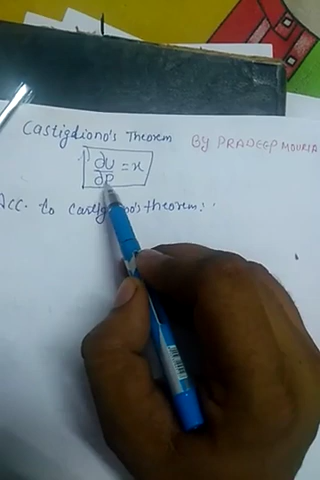 Castigliano's Theorem BY PRADEEP MOURIA
∂U/∂P = x
Acc. to castigliano's theorem: